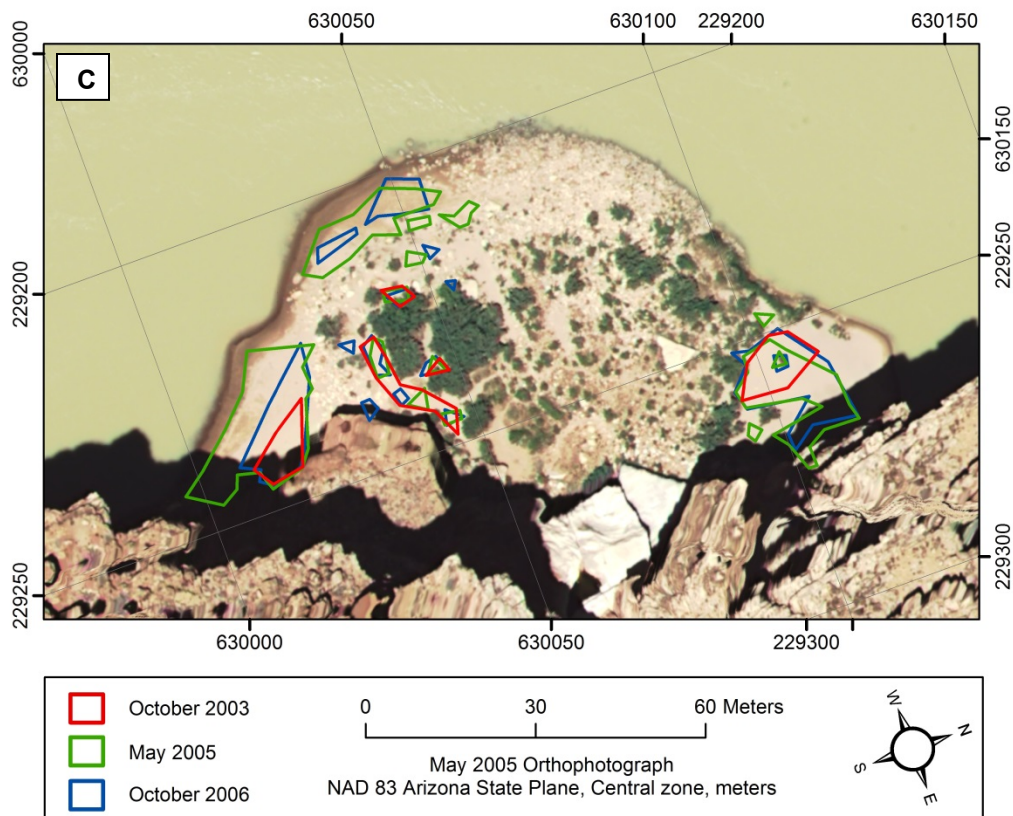 630050
630100
229200
630150
630000
C
630150
229250
229200
229300
229250
630000
630050
229300
October 2003
May 2005
October 2006
0
30
60 Meters
May 2005 Orthophotograph
NAD 83 Arizona State Plane, Central zone, meters
W
N
S
E